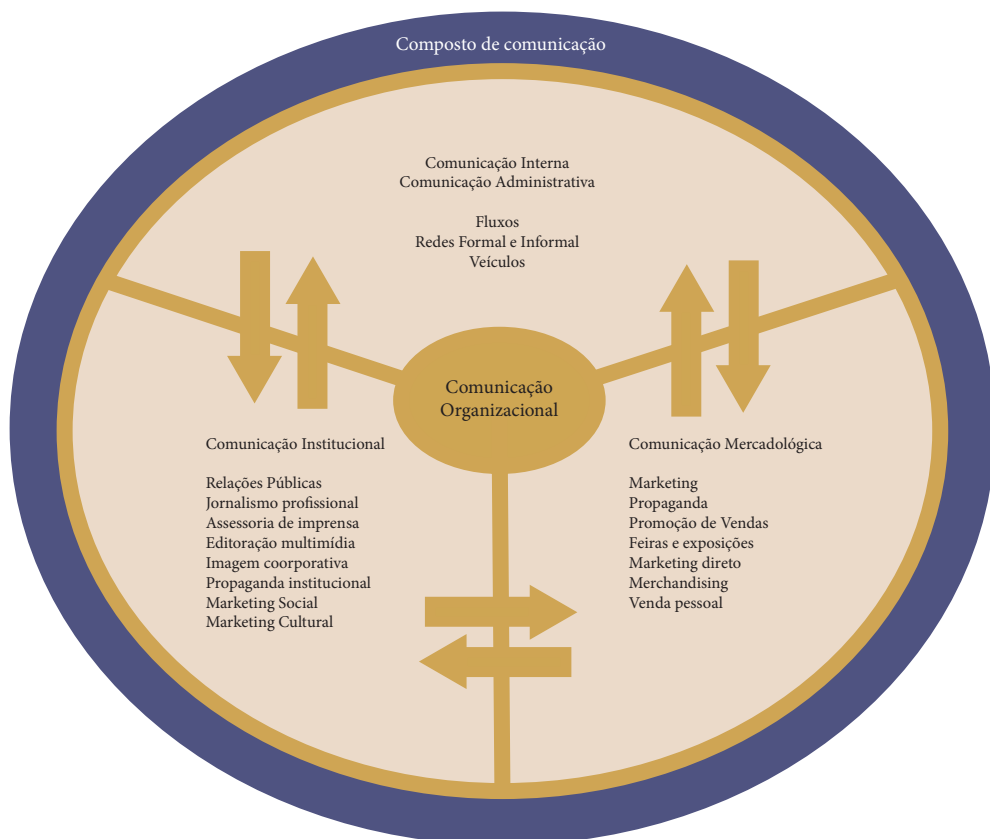 Composto de comunicação
Comunicação Interna
Comunicação Administrativa
Fluxos
Redes Formal e Informal
Veículos
Comunicação
Organizacional
Comunicação Institucional
Relações Públicas
Jornalismo profissional
Assessoria de imprensa
Editoração multimídia
Imagem coorporativa
Propaganda institucional
Marketing Social
Marketing Cultural
Comunicação Mercadológica
Marketing
Propaganda
Promoção de Vendas
Feiras e exposições
Marketing direto
Merchandising
Venda pessoal